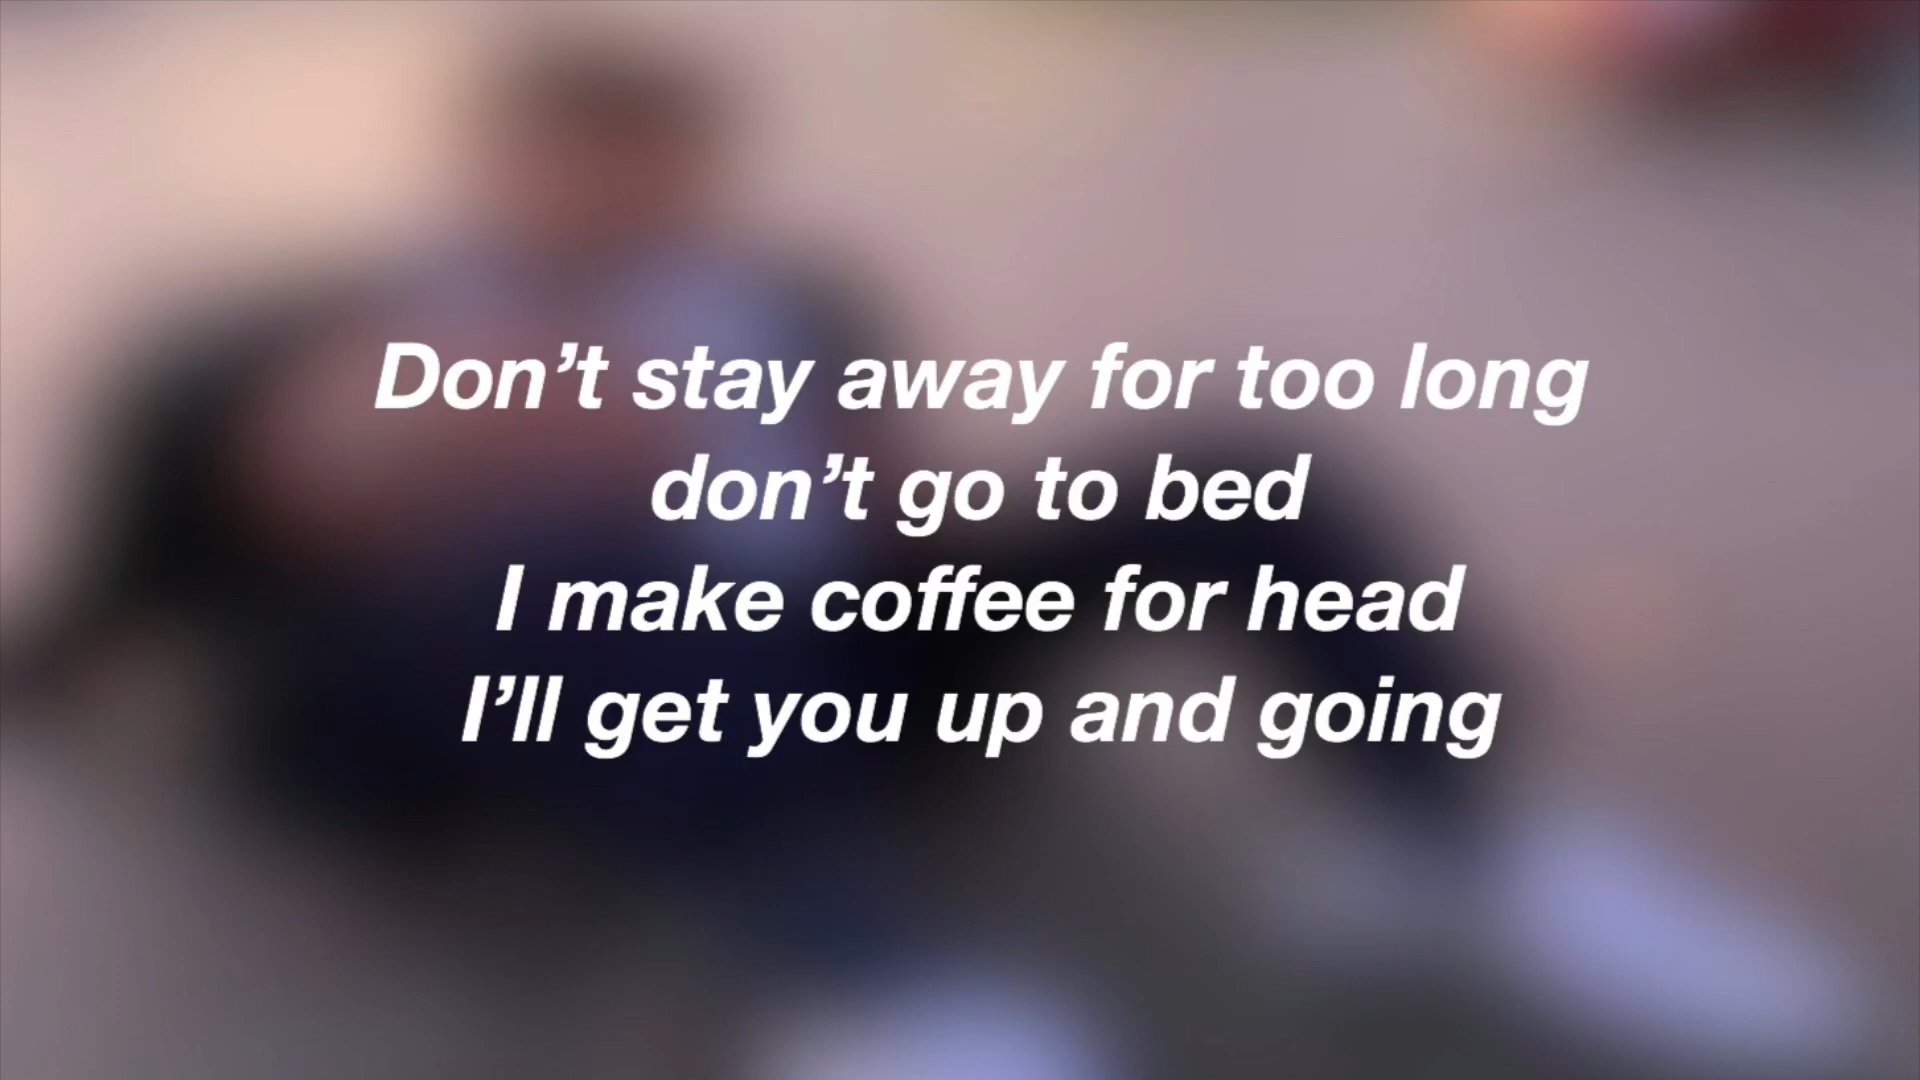 Don’t stay away for too long
don’t go to bed
I make coffee for head
I’ll get you up and going